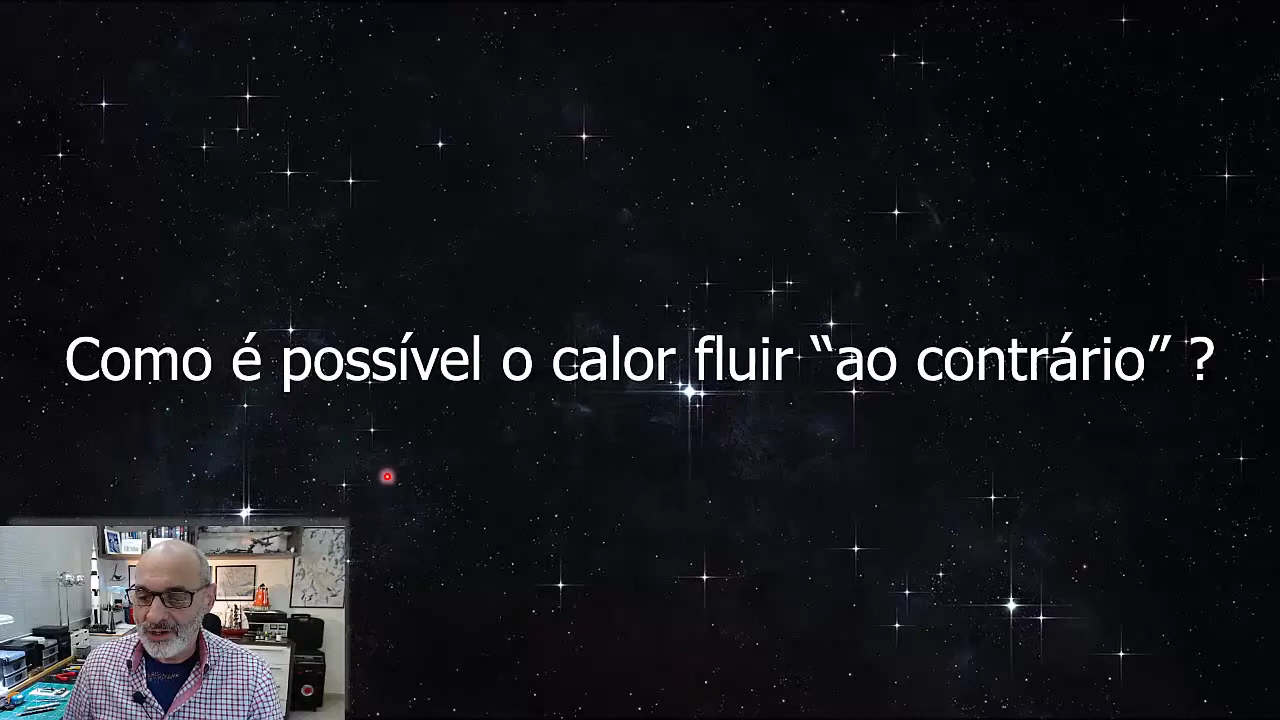 Como é possível o calor fluir “ao contrário” ?